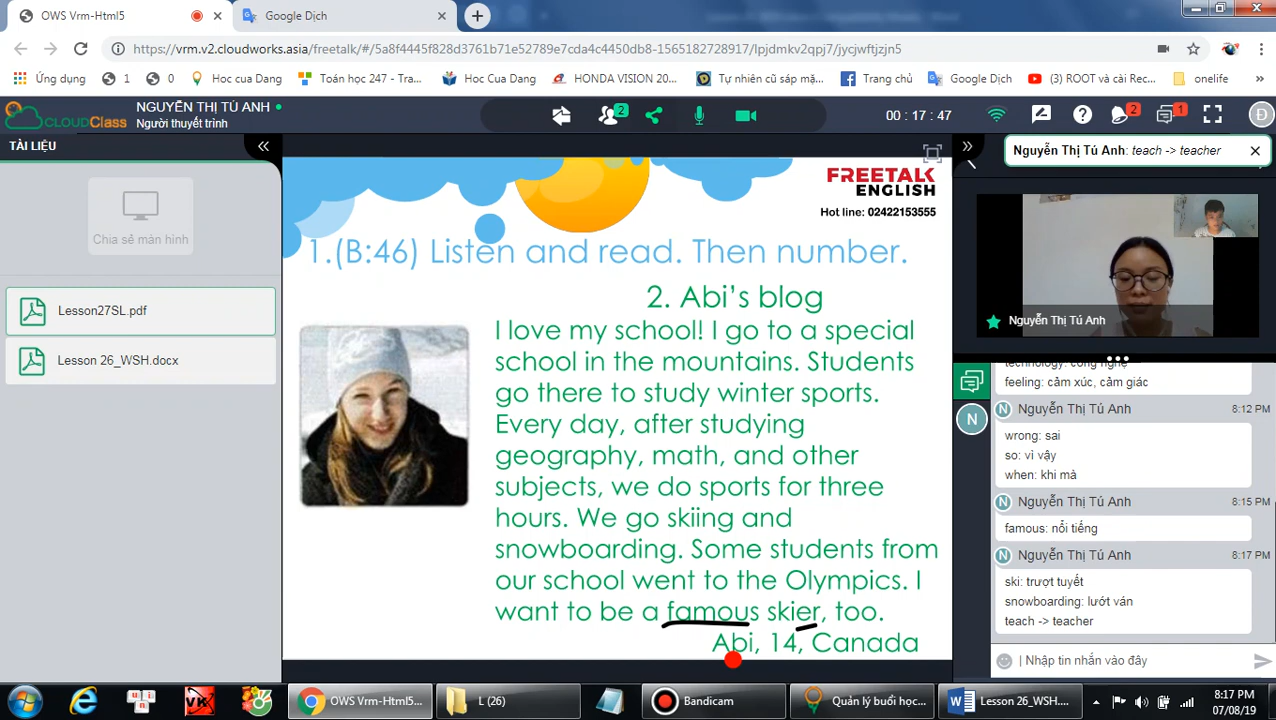 OWS Vrm-Html5
Google Dịch
https://vrm.v2.cloudworks.asia/freetalk/#/5a8f4445f828d3761b71e52789e7cda4c4450db8-1565182728917/lpjdmkv2qpj7/jycjwftjzjn5
Ứng dụng
1
0
Hoc cua Dang
Toán học 247 - Tra...
Học Cua Dang
HONDA VISION 20...
Tự nhiên cũ sáp mặ...
Trang chủ
Google Dịch
(3) ROOT và cài Rec...
onelife
»
CLOUDClass
NGUYỄN THỊ TÚ ANH
Người thuyết trình
2
00 : 17 : 47
2
1
Đ
TÀI LIỆU
Chia sẻ màn hình
Lesson27SL.pdf
Lesson 26_WSH.docx
FREETALK
ENGLISH
Hot line: 02422153555
1.(B:46) Listen and read. Then number.
2. Abi's blog
I love my school! I go to a special
school in the mountains. Students
go there to study winter sports.
Every day, after studying
geography, math, and other
subjects, we do sports for three
hours. We go skiing and
snowboarding. Some students from
our school went to the Olympics. I
want to be a famous skier, too.
Abi, 14, Canada
Nguyễn Thị Tú Anh: teach -> teacher
Nguyễn Thị Tú Anh
technology: công nghệ
feeling: cảm xúc, cảm giác
N
N
Nguyễn Thị Tú Anh
8:12 PM
wrong: sai
so: vì vậy
when: khi mà
N
Nguyễn Thị Tú Anh
8:15 PM
famous: nổi tiếng
N
Nguyễn Thị Tú Anh
8:17 PM
ski: trượt tuyết
snowboarding: lướt ván
teach -> teacher
Nhập tin nhắn vào đây
OWS Vrm-Html5 ...
L (26)
Bandicam
Quản lý buổi học...
Lesson 26_WSH....
8:17 PM
07/08/19